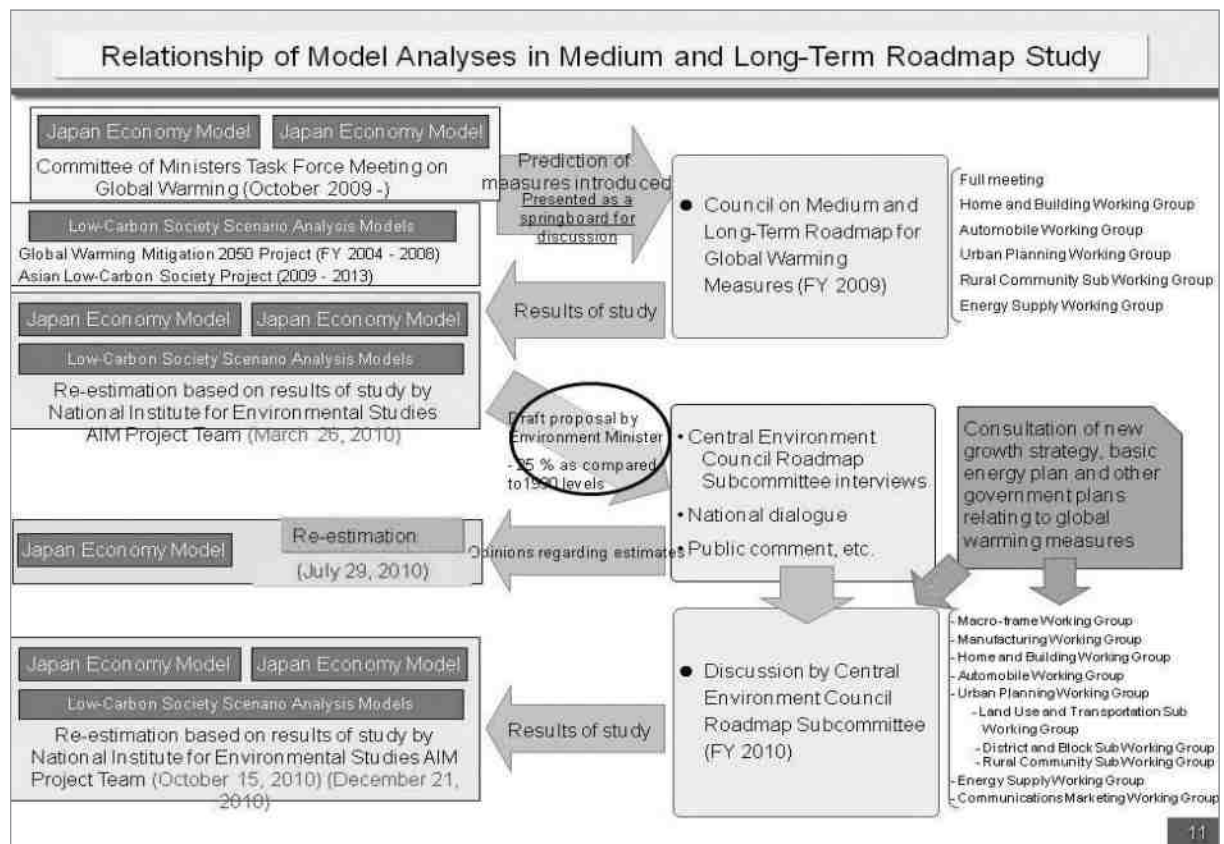 Relationship of Model Analyses in Medium and Long-Term Roadmap Study
Japan Economy Model
Japan Economy Model
Committee of Ministers Task Force Meeting on
Global Warming (October 2009 -)
Low-Carbon Society Scenario Analysis Models
Global Warming Mitigation 2050 Project (FY 2004 - 2008)
Asian Low-Carbon Society Project (2009 - 2013)
Prediction of
measures introduced
Presented as a
springboard for
discussion
● Council on Medium and
Long-Term Roadmap for
Global Warming
Measures (FY 2009)
Full meeting
Home and Building Working Group
Automobile Working Group
Urban Planning Working Group
Rural Community Sub Working Group
Energy Supply Working Group
Results of study
Japan Economy Model
Japan Economy Model
Low-Carbon Society Scenario Analysis Models
Re-estimation based on results of study by
National Institute for Environmental Studies
AIM Project Team (March 26, 2010)
Draft proposal by
Environment Minister
- 25 % as compared
to 1990 levels
• Central Environment
Council Roadmap
Subcommittee interviews
• National dialogue
• Public comment, etc.
Consultation of new
growth strategy, basic
energy plan and other
government plans
relating to global
warming measures
Japan Economy Model
Re-estimation
(July 29, 2010)
Opinions regarding estimates
Japan Economy Model
Japan Economy Model
Low-Carbon Society Scenario Analysis Models
Re-estimation based on results of study by
National Institute for Environmental Studies AIM
Project Team (October 15, 2010) (December 21,
2010)
Results of study
● Discussion by Central
Environment Council
Roadmap Subcommittee
(FY 2010)
- Macro-frame Working Group
- Manufacturing Working Group
- Home and Building Working Group
- Automobile Working Group
- Urban Planning Working Group
- Land Use and Transportation Sub
Working Group
- District and Block Sub Working Group
- Rural Community Sub Working Group
- Energy Supply Working Group
- Communications Marketing Working Group
11